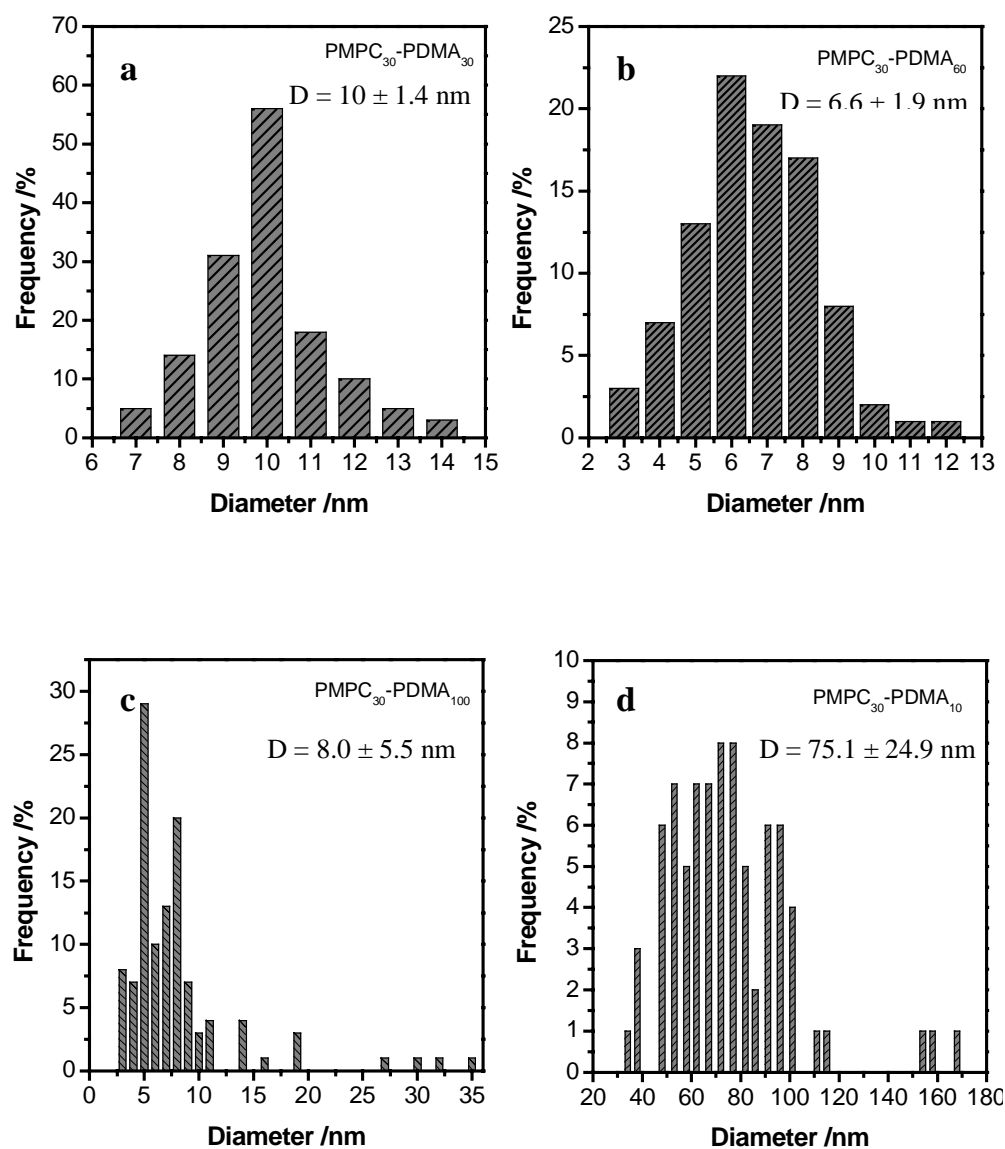 a
PMPC30-PDMA30
D = 10 ± 1.4 nm
70
60
50
40
30
20
10
0
Frequency /%
6 7 8 9 10 11 12 13 14 15
Diameter /nm
b
PMPC30-PDMA60
D = 6.6 ± 1.9 nm
25
20
15
10
5
0
Frequency /%
2 3 4 5 6 7 8 9 10 11 12 13
Diameter /nm
c
PMPC30-PDMA100
D = 8.0 ± 5.5 nm
30
25
20
15
10
5
0
Frequency /%
0 5 10 15 20 25 30 35
Diameter /nm
d
PMPC30-PDMA10
D = 75.1 ± 24.9 nm
10
9
8
7
6
5
4
3
2
1
0
Frequency /%
20 40 60 80 100 120 140 160 180
Diameter /nm